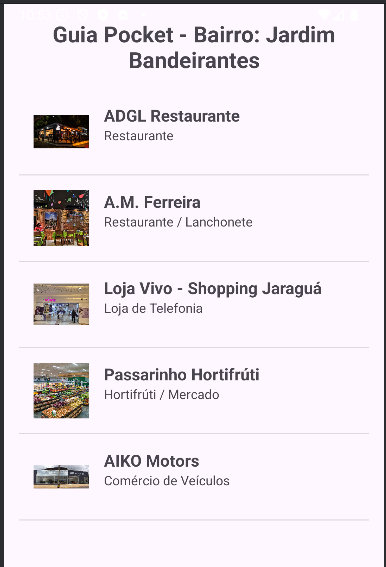 Guia Pocket - Bairro: Jardim
Bandeirantes
ADGL Restaurante
Restaurante
A.M. Ferreira
Restaurante / Lanchonete
Loja Vivo - Shopping Jaraguá
Loja de Telefonia
Passarinho Hortifrúti
Hortifrúti / Mercado
AIKO Motors
Comércio de Veículos